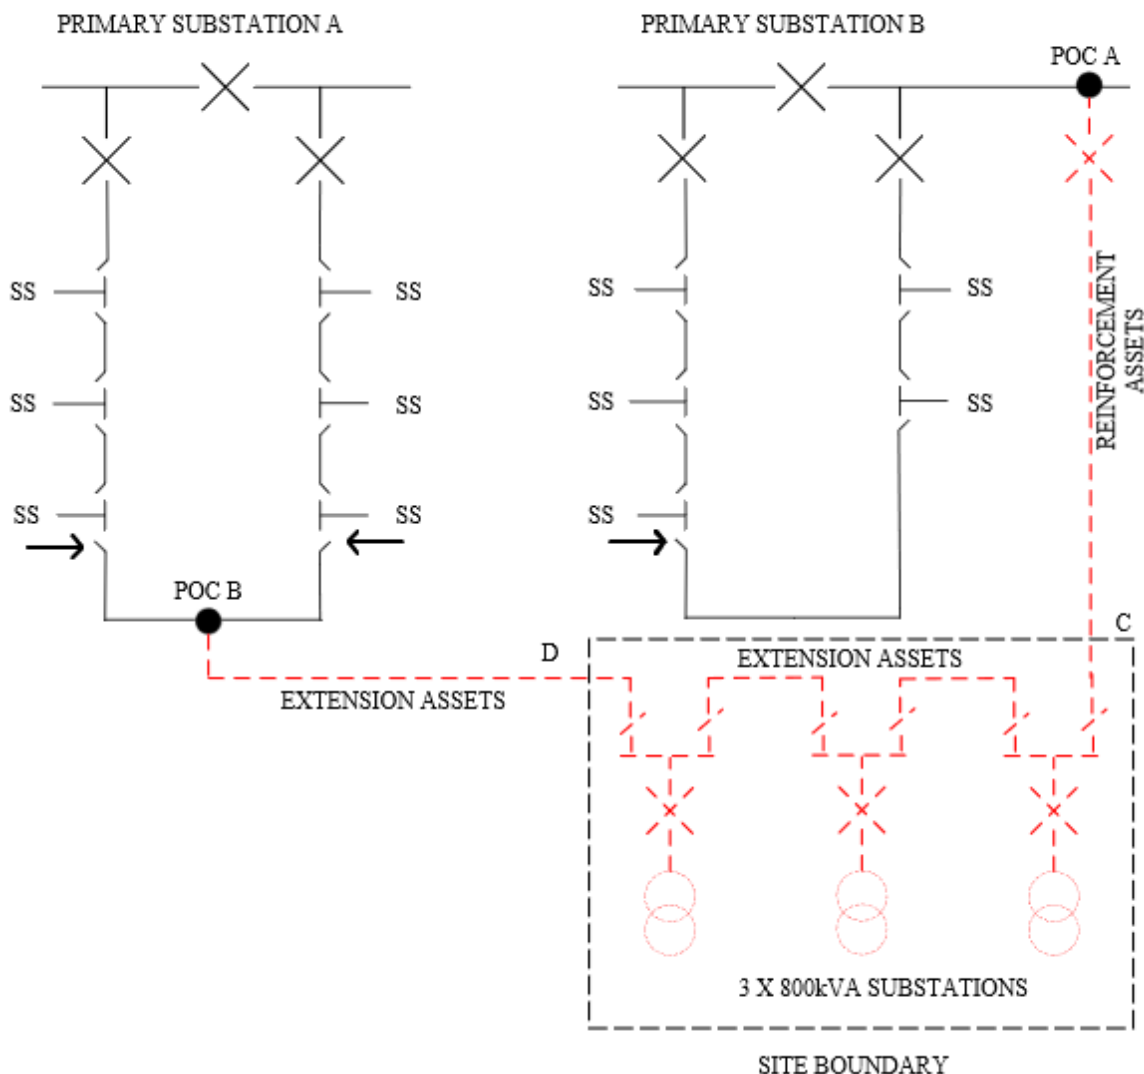 PRIMARY SUBSTATION A
PRIMARY SUBSTATION B
POC A
SS
SS
SS
SS
SS
SS
SS
SS
SS
SS
SS
REINFORCEMENT
ASSETS
POC B
C
D
EXTENSION ASSETS
EXTENSION ASSETS
3 X 800kVA SUBSTATIONS
SITE BOUNDARY